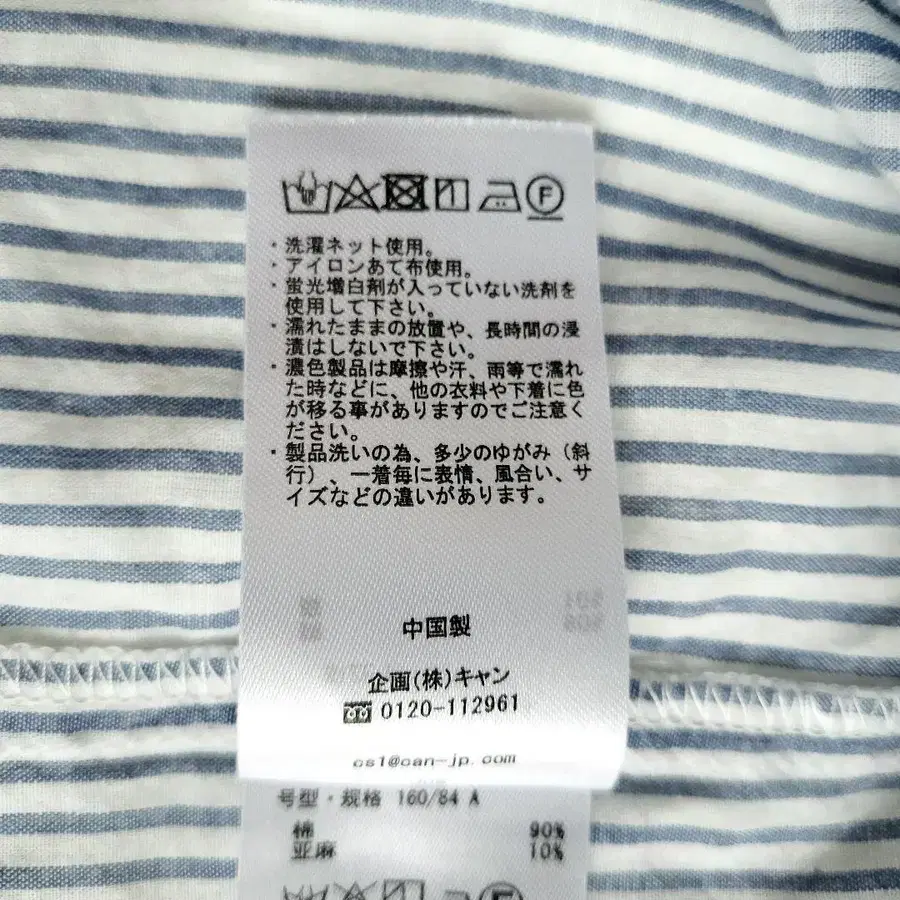 F
・洗濯ネット使用。
・アイロンあて布使用。
・蛍光増白剤が入っていない洗剤を
使用して下さい。
・濡れたままの放置や、長時間の浸
漬はしないで下さい。
・濃色製品は摩擦や汗、雨等で濡れ
た時などに、他の衣料や下着に色
が移る事がありますのでご注意く
ださい。
・製品洗いの為、多少のゆがみ（斜
行）、一着毎に表情、風合い、サ
イズなどの違いがあります。
中国製
企画(株)キャン
0120-112961
cs1@can-jp.com
号型・规格 160/84 A
棉 90%
亚麻 10%